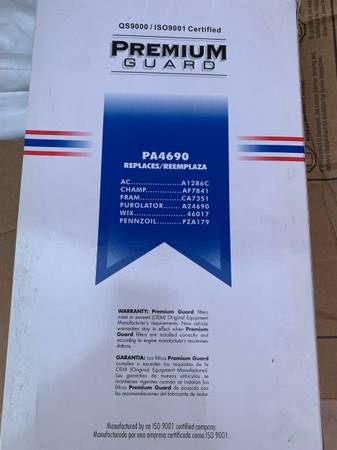 QS9000 / ISO9001 Certified
PREMIUM
GUARD
PA4690
REPLACES/REEMPLAZA
AC......................A1286C
CHAMP.................AF7841
FRAM...................CA7351
PUROLATOR.......A24690
WIX.......................46017
PENNZOIL...........PZA179
WARRANTY: Premium Guard filters
meet or exceed (OEM) Original Equipment
Manufacturer's requirements. New vehicle
warranties stay in effect when Premium
Guard filters are installed correctly and
according to engine manufacturer's recommen-
dations.
GARANTIA: Los filtros Premium Guard
cumplen o exceden los requisitos de la
OEM (Original Equipment Manufacturer).
Las garantías de nuevos vehículos se
mantienen vigentes cuando se instalan los
filtros Premium Guard de acuerdo con
las recomendaciones del fabricante de motor.
Manufactured by an ISO 9001 certified company.
Manufacturado por una empresa certificada como ISO 9001.